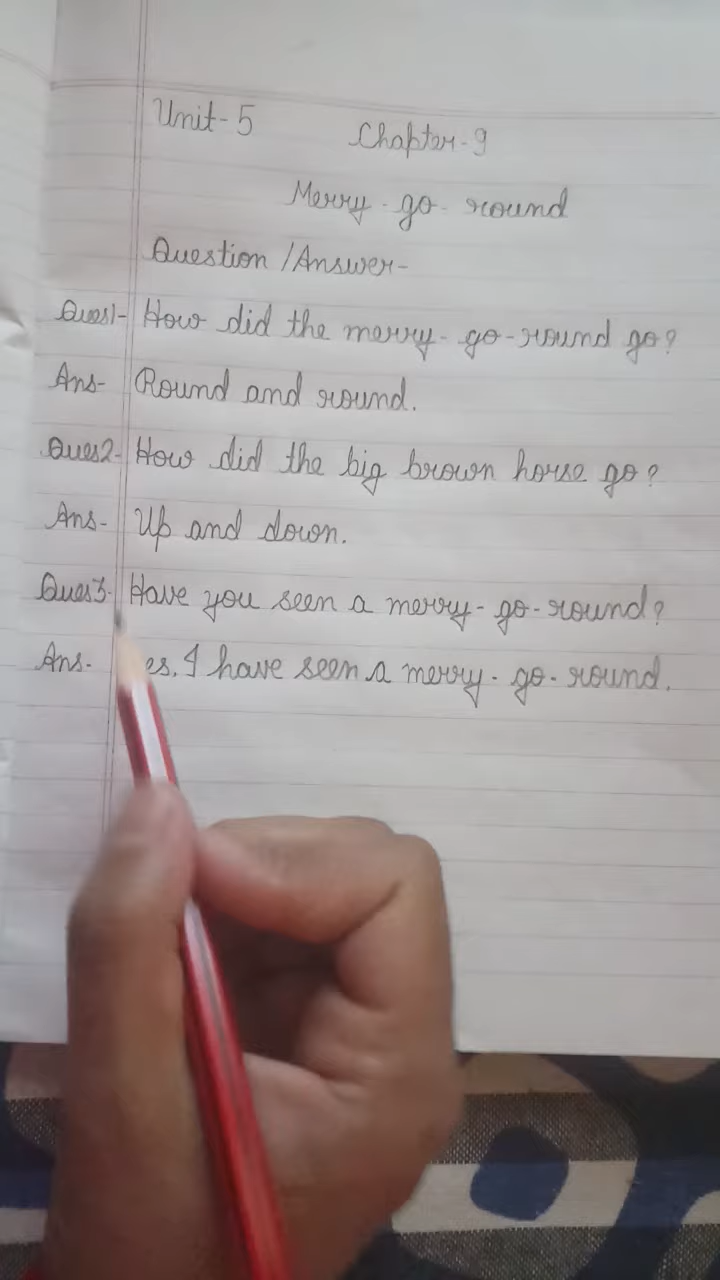 Unit-5 Chapter-9
Merry-go-round
Question/Answer-
Ques1- How did the merry-go-round go?
Ans- Round and round.
Ques2- How did the big brown horse go?
Ans- Up and down.
Ques3- Have you seen a merry-go-round?
Ans- Yes, I have seen a merry-go-round.